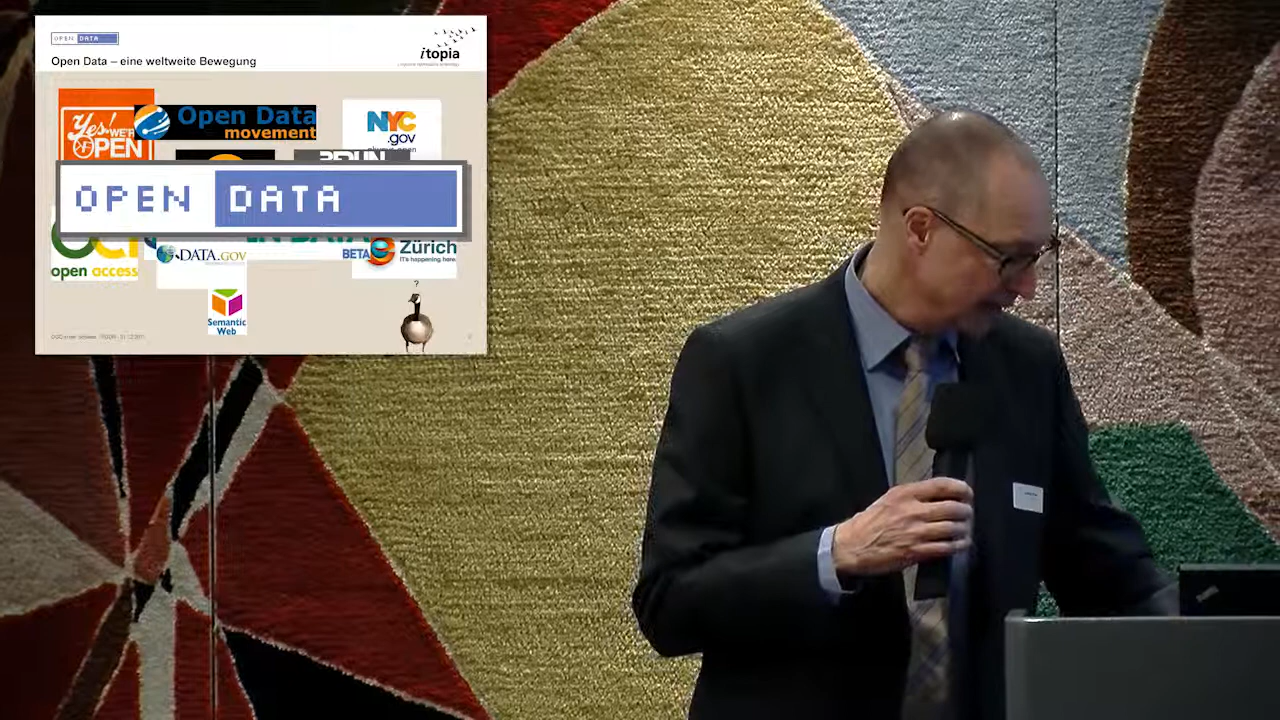 OPEN DATA
itopia
Open Data – eine weltweite Bewegung
Yes! WE'R
OPEN
Open Data
movement
NYC
.gov
OPEN DATA
open access
DATA.GOV
BETA
Zürich
IT's happening here.
?
Semantic
Web